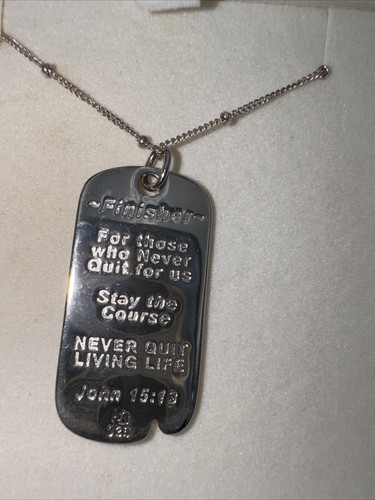 ~Finisher~
For those
who Never
Quit for us
Stay the
Course
NEVER QUIT
LIVING LIFE
John 15:13